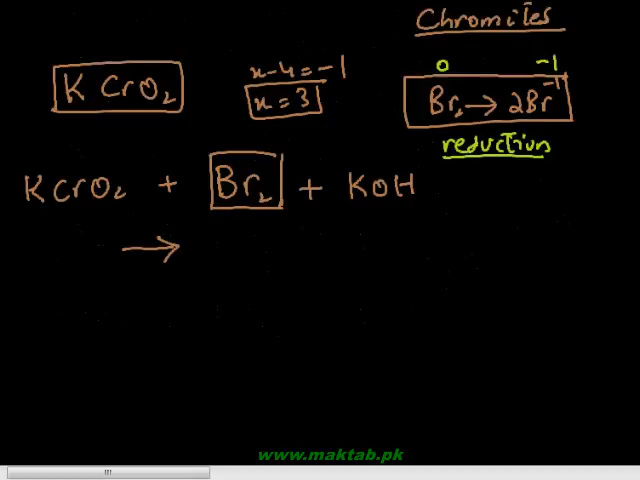 Chromites
K CrO₂
x-4=-1
x=3
0 -1
Br₂→2Br⁻¹
reduction
KCrO₂ + Br₂ + KOH
→
www.maktab.pk